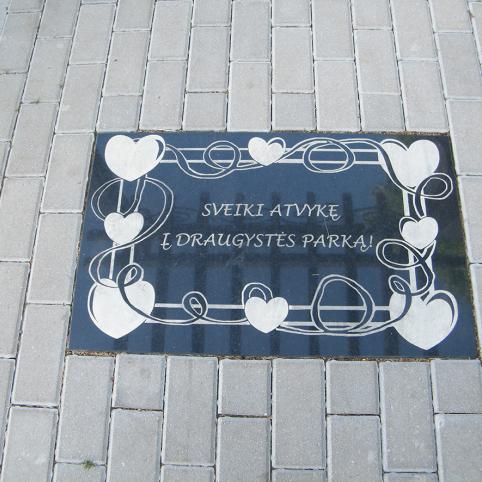 SVEIKI ATVYKĘ
Į DRAUGYSTĖS PARKĄ!